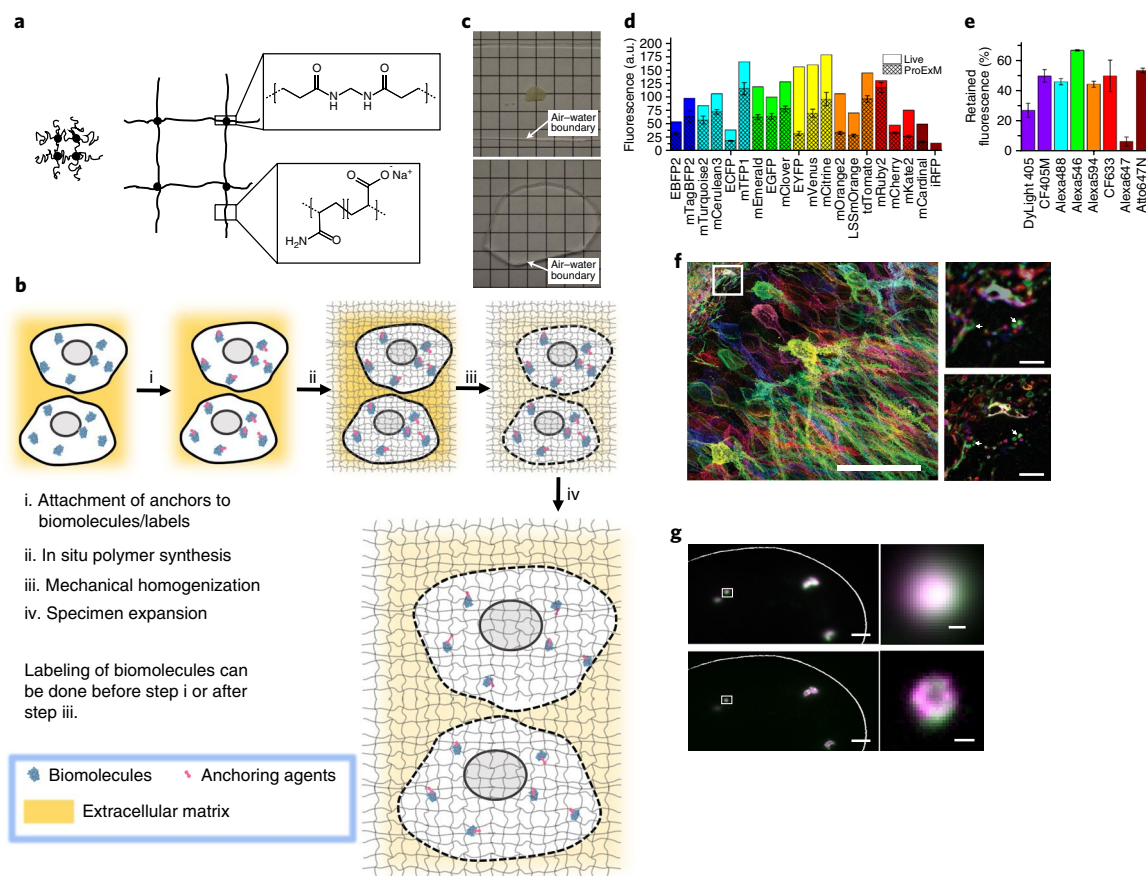 a
O
O
N
H
N
H
O
O
-
Na+
H2N
O
c
Air–water
boundary
Air–water
boundary
d
Fluorescence (a.u.)
200
175
150
125
100
75
50
25
0
Live
ProExM
EBFP2
mTagBFP2
mTurquoise2
mCerulean3
ECFP
mTFP1
mEmerald
EGFP
mClover
EYFP
mVenus
mCitrine
mOrange2
LSSmOrange
tdTomato
mRuby2
mCherry
mKate2
mCardinal
iRFP
e
Retained
fluorescence (%)
60
40
20
0
DyLight 405
CF405M
Alexa488
Alexa546
Alexa594
CF633
Alexa647
Atto647N
b
i
ii
iii
iv
i. Attachment of anchors to
biomolecules/labels
ii. In situ polymer synthesis
iii. Mechanical homogenization
iv. Specimen expansion
Labeling of biomolecules can
be done before step i or after
step iii.
Biomolecules
Anchoring agents
Extracellular matrix
f
g